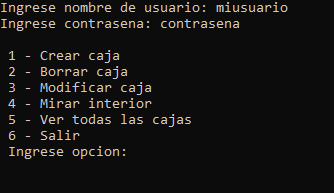 Ingrese nombre de usuario: miusuario
Ingrese contrasena: contrasena
1 - Crear caja
2 - Borrar caja
3 - Modificar caja
4 - Mirar interior
5 - Ver todas las cajas
6 - Salir
Ingrese opcion: